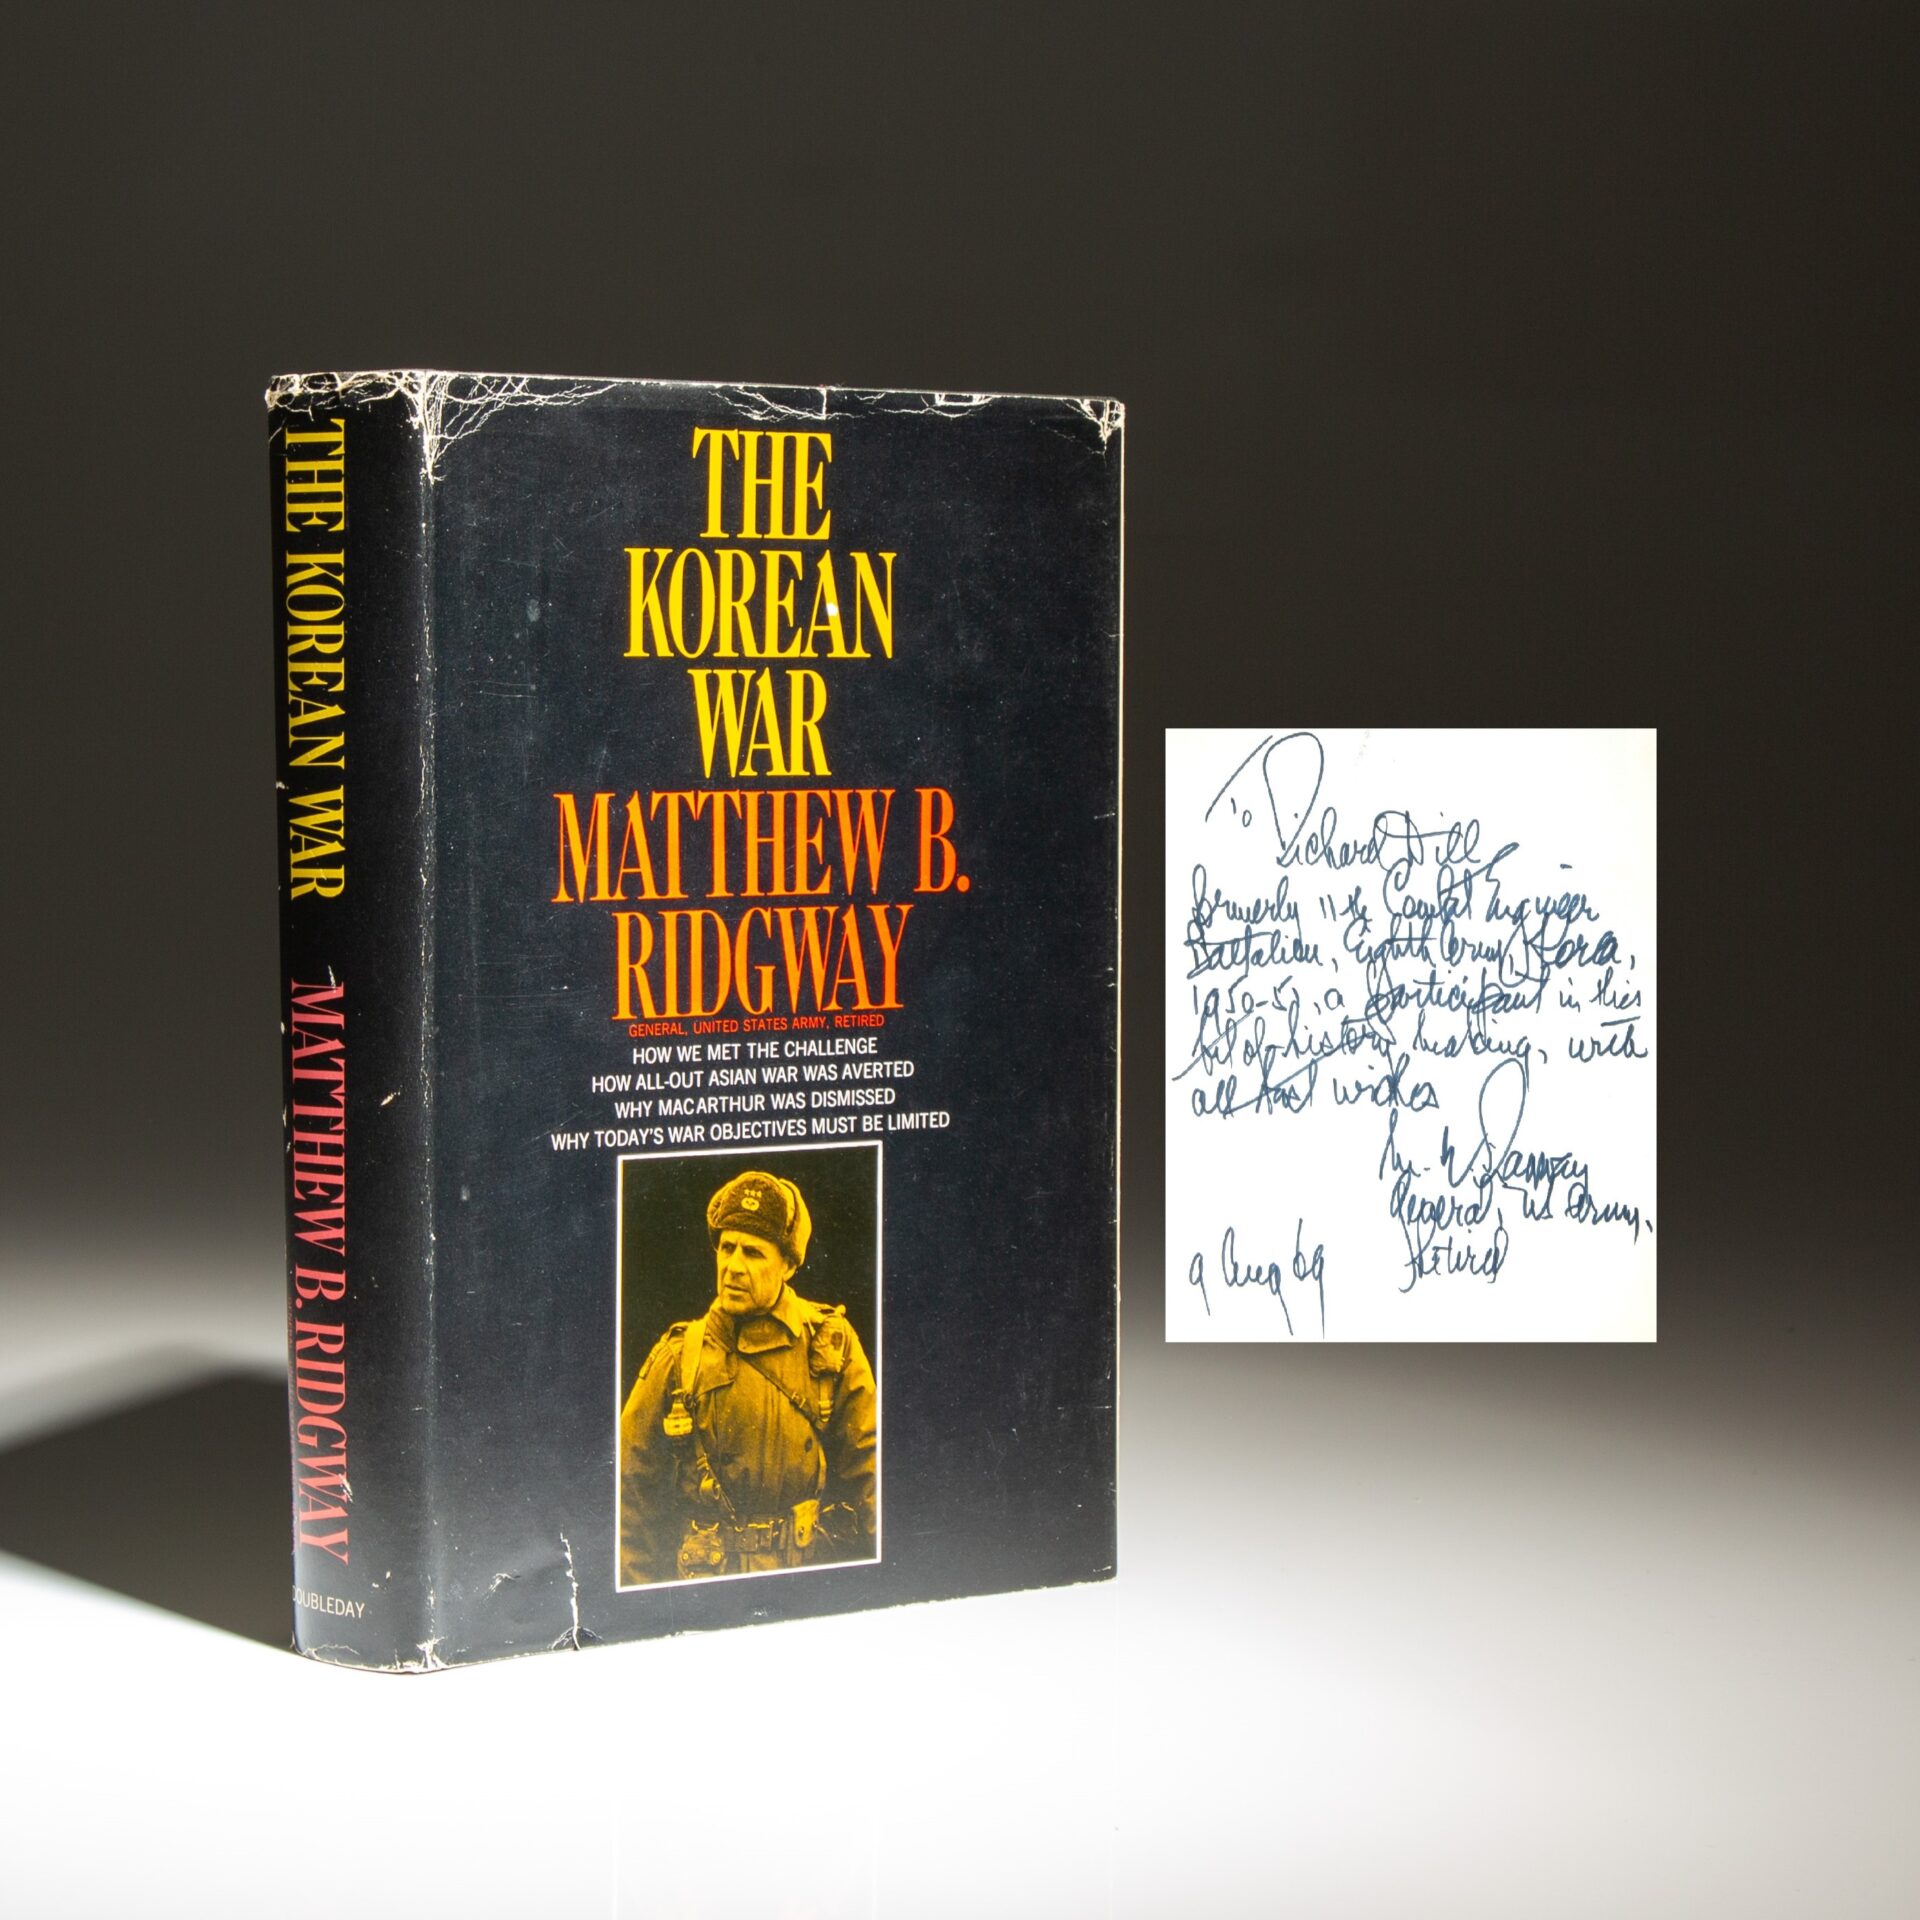 THE KOREAN WAR MATTHEW B. RIDGWAY
DOUBLEDAY
THE
KOREAN
WAR
MATTHEW B.
RIDGWAY
GENERAL, UNITED STATES ARMY, RETIRED
HOW WE MET THE CHALLENGE
HOW ALL-OUT ASIAN WAR WAS AVERTED
WHY MACARTHUR WAS DISMISSED
WHY TODAY'S WAR OBJECTIVES MUST BE LIMITED
To Richard Hill
formerly 11th Combat Engineer
Battalion, Eighth Army, Korea,
1950-51, a participant in this
bit of history making, with
all best wishes
M. B. Ridgway
General, US Army,
Retired
9 Aug 69